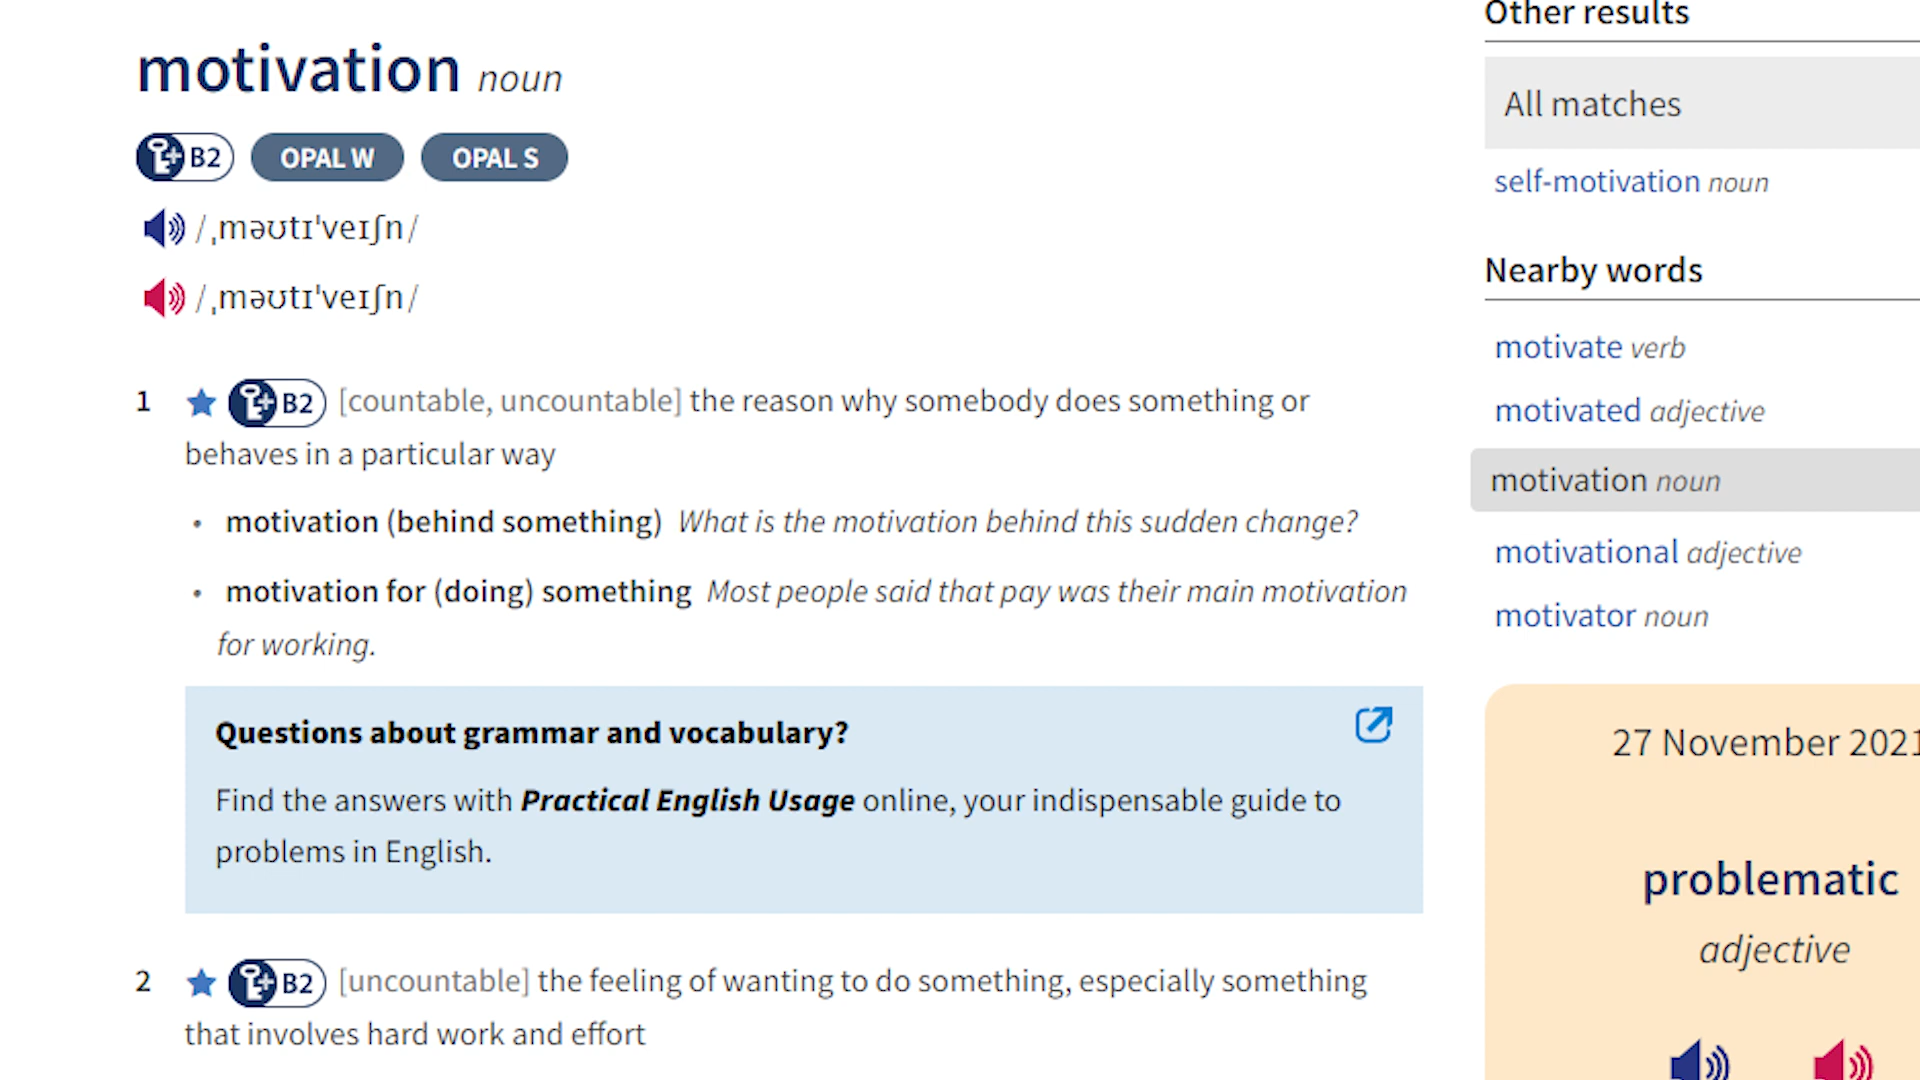 motivation noun
B2 OPAL W OPAL S
/ˌməʊtɪˈveɪʃn/
/ˌməʊtɪˈveɪʃn/
1 B2 [countable, uncountable] the reason why somebody does something or
behaves in a particular way
• motivation (behind something) What is the motivation behind this sudden change?
• motivation for (doing) something Most people said that pay was their main motivation
for working.
Questions about grammar and vocabulary?
Find the answers with Practical English Usage online, your indispensable guide to
problems in English.
2 B2 [uncountable] the feeling of wanting to do something, especially something
that involves hard work and effort
Other results
All matches
self-motivation noun
Nearby words
motivate verb
motivated adjective
motivation noun
motivational adjective
motivator noun
27 November 2021
problematic
adjective